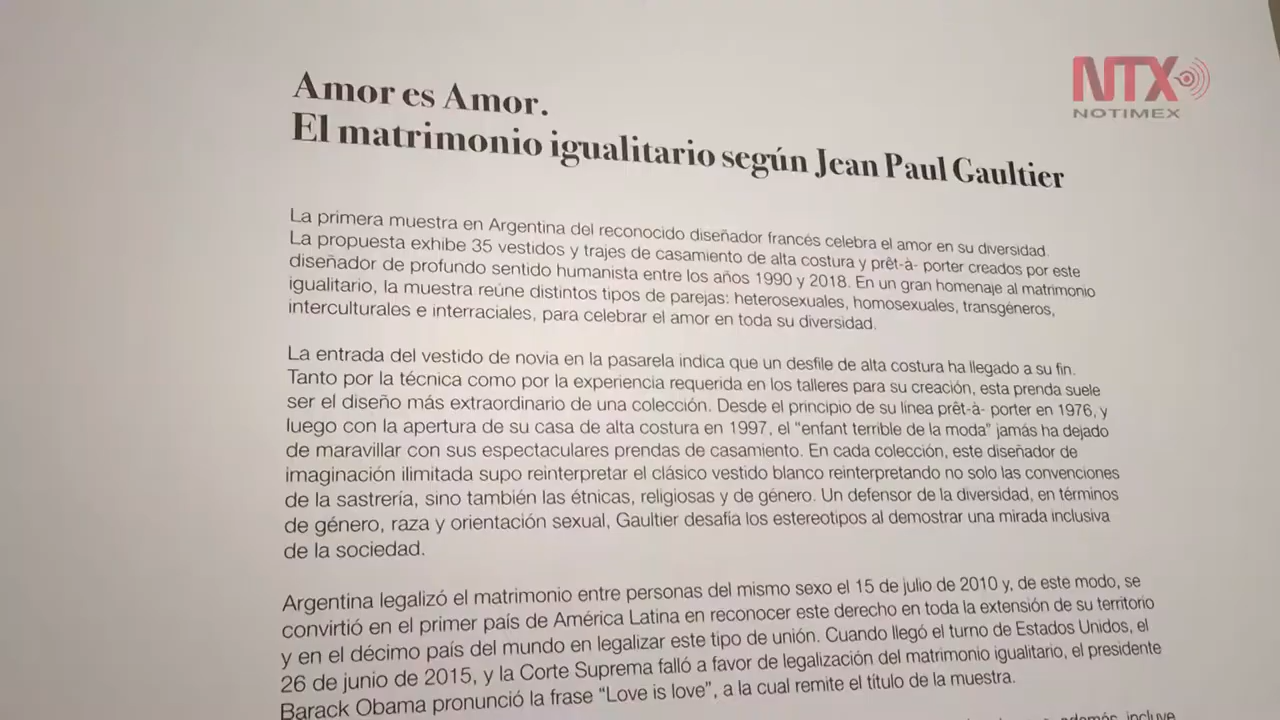 NTX
NOTIMEX
Amor es Amor.
El matrimonio igualitario según Jean Paul Gaultier
La primera muestra en Argentina del reconocido diseñador francés celebra el amor en su diversidad.
La propuesta exhibe 35 vestidos y trajes de casamiento de alta costura y prêt-à- porter creados por este
diseñador de profundo sentido humanista entre los años 1990 y 2018. En un gran homenaje al matrimonio
igualitario, la muestra reúne distintos tipos de parejas: heterosexuales, homosexuales, transgéneros,
interculturales e interraciales, para celebrar el amor en toda su diversidad.
La entrada del vestido de novia en la pasarela indica que un desfile de alta costura ha llegado a su fin.
Tanto por la técnica como por la experiencia requerida en los talleres para su creación, esta prenda suele
ser el diseño más extraordinario de una colección. Desde el principio de su línea prêt-à- porter en 1976, y
luego con la apertura de su casa de alta costura en 1997, el "enfant terrible de la moda" jamás ha dejado
de maravillar con sus espectaculares prendas de casamiento. En cada colección, este diseñador de
imaginación ilimitada supo reinterpretar el clásico vestido blanco reinterpretando no solo las convenciones
de la sastrería, sino también las étnicas, religiosas y de género. Un defensor de la diversidad, en términos
de género, raza y orientación sexual, Gaultier desafía los estereotipos al demostrar una mirada inclusiva
de la sociedad.
Argentina legalizó el matrimonio entre personas del mismo sexo el 15 de julio de 2010 y, de este modo, se
convirtió en el primer país de América Latina en reconocer este derecho en toda la extensión de su territorio
y en el décimo país del mundo en legalizar este tipo de unión. Cuando llegó el turno de Estados Unidos, el
26 de junio de 2015, y la Corte Suprema falló a favor de legalización del matrimonio igualitario, el presidente
Barack Obama pronunció la frase "Love is love", a la cual remite el título de la muestra.
además incluye